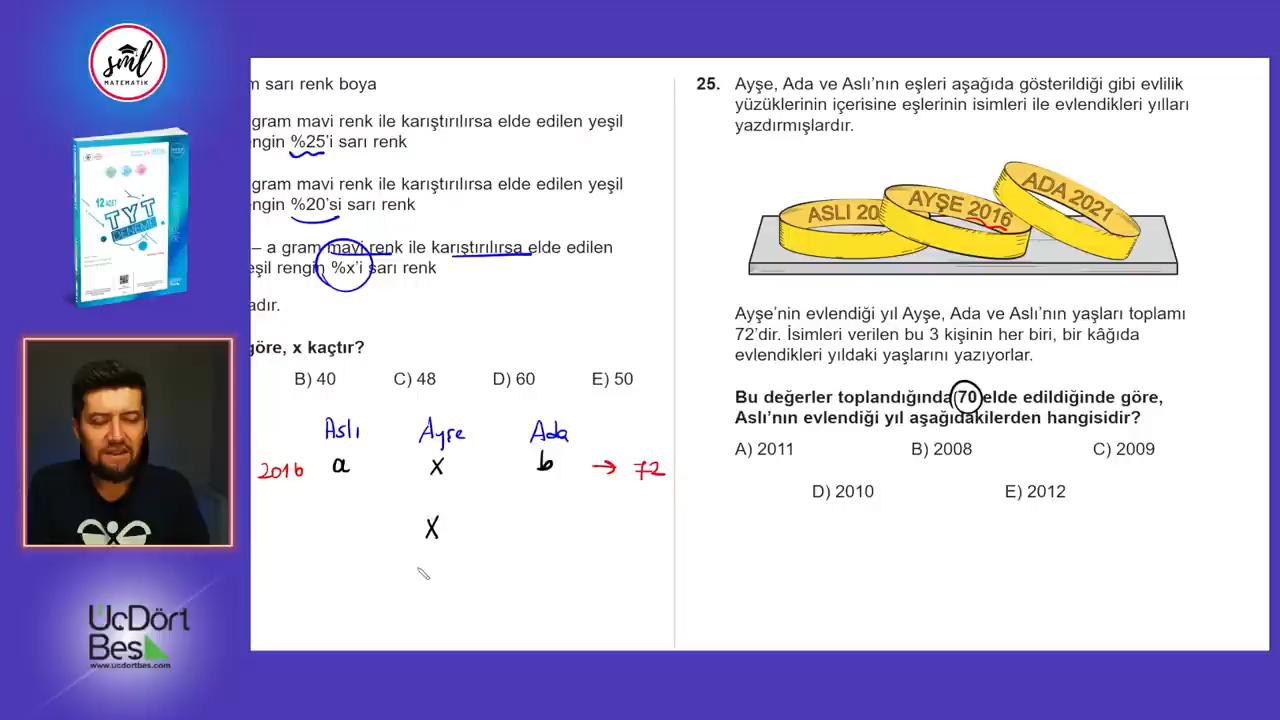 sml
MATEMATİK
12 ADET
TYT
DENEME
ÜçDört
Beş
www.ucdortbes.com
m sarı renk boya
gram mavi renk ile karıştırılırsa elde edilen yeşil
engin %25'i sarı renk
gram mavi renk ile karıştırılırsa elde edilen yeşil
engin %20'si sarı renk
– a gram mavi renk ile karıştırılırsa elde edilen
eşil rengin %x'i sarı renk
adır.
göre, x kaçtır?
B) 40 C) 48 D) 60 E) 50
Aslı Ayşe Ada
2016 a x b → 72
x
25. Ayşe, Ada ve Aslı'nın eşleri aşağıda gösterildiği gibi evlilik
yüzüklerinin içerisine eşlerinin isimleri ile evlendikleri yılları
yazdırmışlardır.
ASLI 20
AYŞE 2016
ADA 2021
Ayşe'nin evlendiği yıl Ayşe, Ada ve Aslı'nın yaşları toplamı
72'dir. İsimleri verilen bu 3 kişinin her biri, bir kâğıda
evlendikleri yıldaki yaşlarını yazıyorlar.
Bu değerler toplandığında 70 elde edildiğinde göre,
Aslı'nın evlendiği yıl aşağıdakilerden hangisidir?
A) 2011 B) 2008 C) 2009
D) 2010 E) 2012